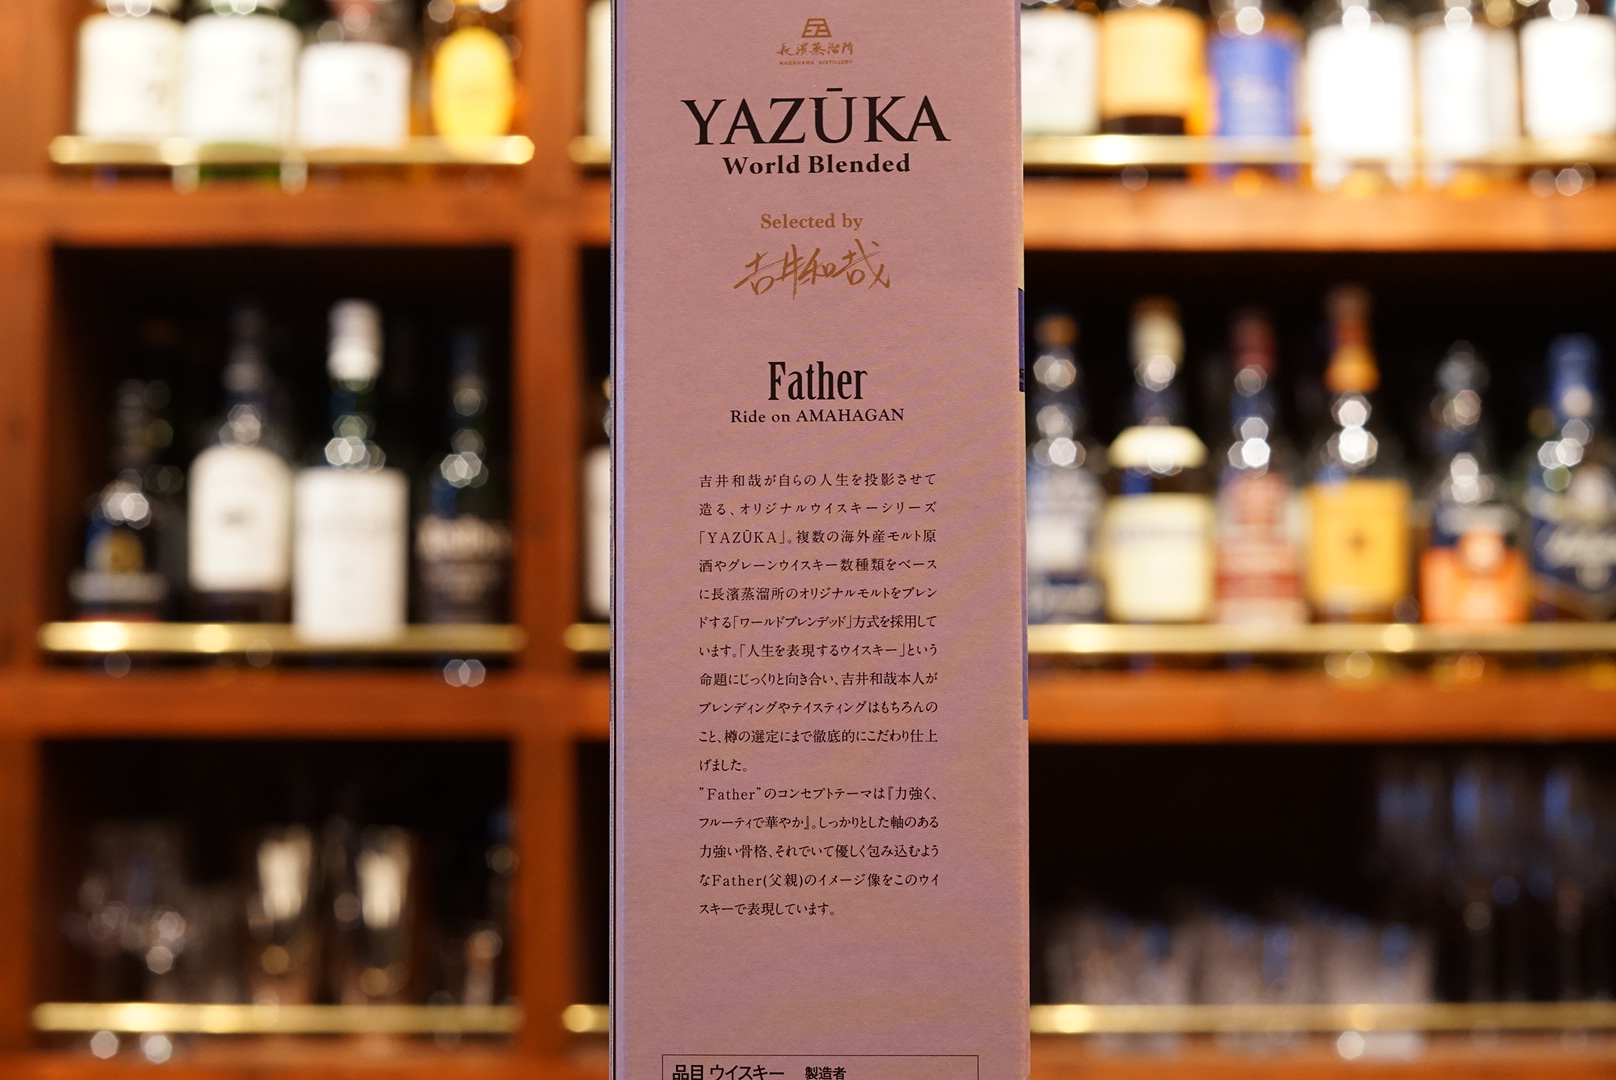 長濱蒸溜所
NAGAHAMA DISTILLERY
YAZŪKA
World Blended
Selected by
吉井和哉
Father
Ride on AMAHAGAN
吉井和哉が自らの人生を投影させて
造る、オリジナルウイスキーシリーズ
「YAZŪKA」。複数の海外産モルト原
酒やグレーンウイスキー数種類をベース
に長濱蒸溜所のオリジナルモルトをブレン
ドする「ワールドブレンデッド」方式を採用して
います。「人生を表現するウイスキー」という
命題にじっくりと向き合い、吉井和哉本人が
ブレンディングやテイスティングはもちろんの
こと、樽の選定にまで徹底的にこだわり仕上
げました。
"Father"のコンセプトテーマは『力強く、
フルーティで華やか』。しっかりとした軸のある
力強い骨格、それでいて優しく包み込むよう
なFather(父親)のイメージ像をこのウイ
スキーで表現しています。
品目 ウイスキー 製造者